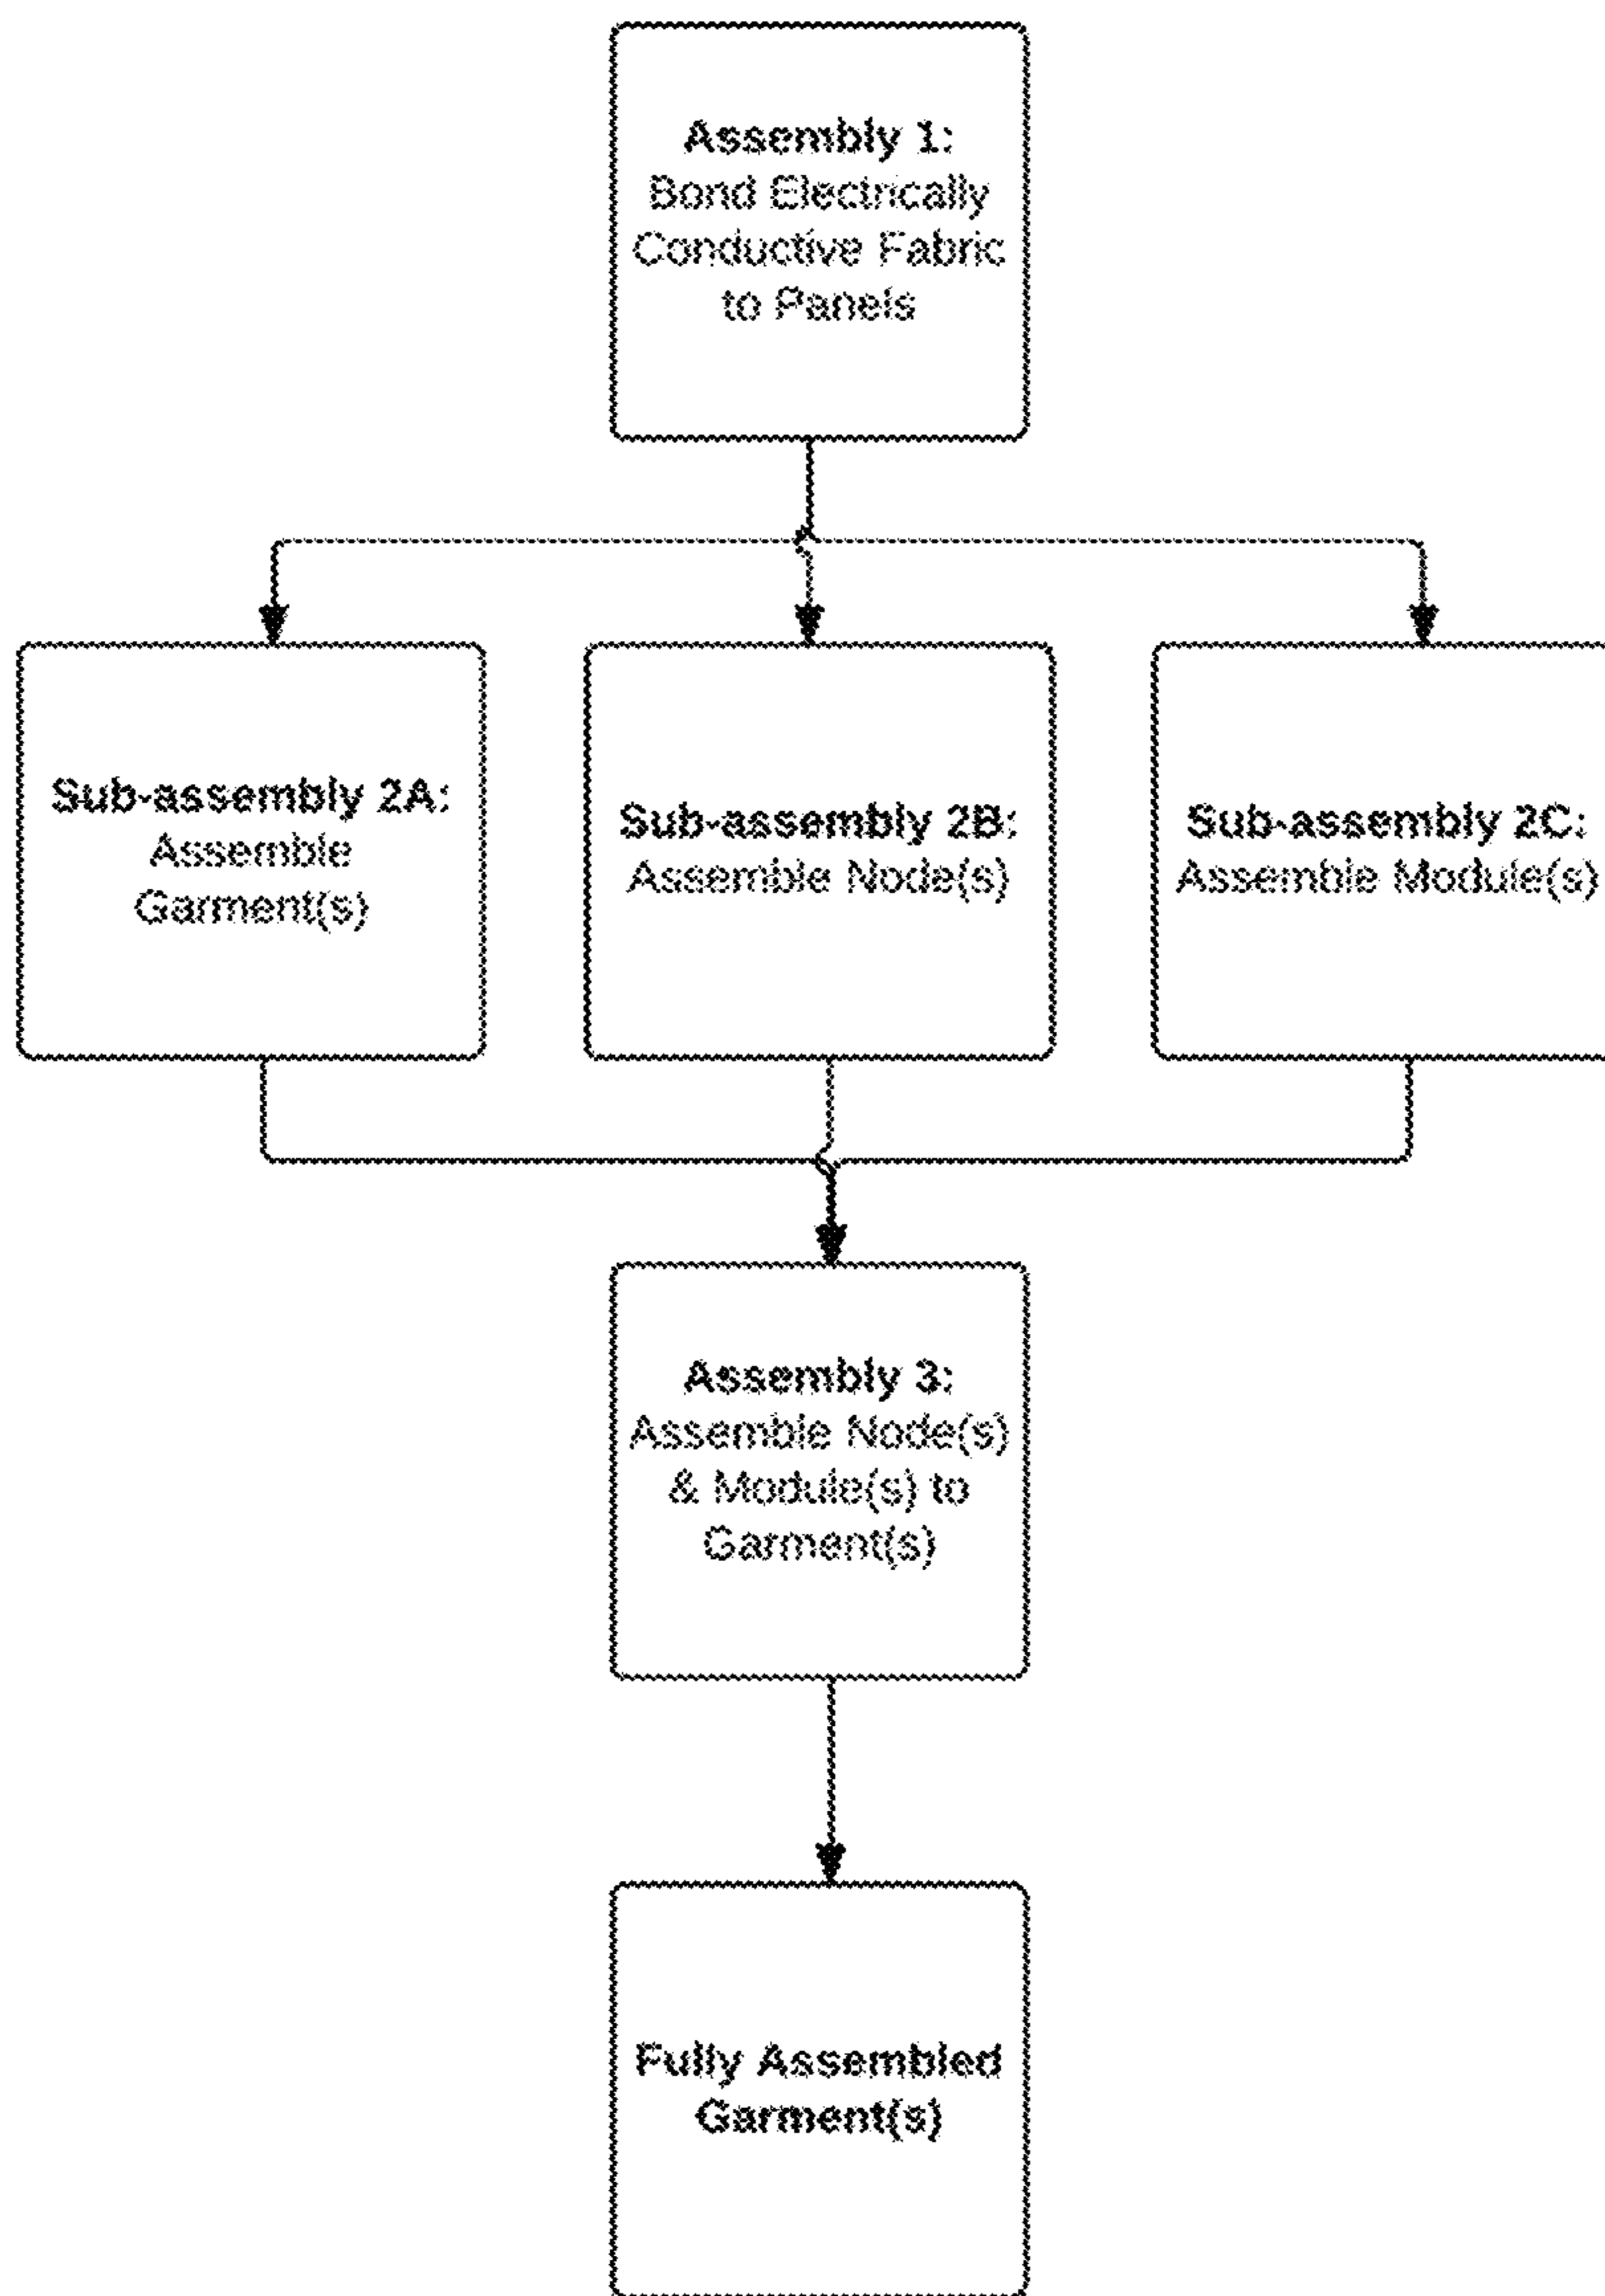 Assembly 1:
Bond Electrically
Conductive Fabric
to Panels
Sub-assembly 2A:
Assemble
Garment(s)
Sub-assembly 2B:
Assemble Node(s)
Sub-assembly 2C:
Assemble Module(s)
Assembly 3:
Assemble Node(s)
& Module(s) to
Garment(s)
Fully Assembled
Garment(s)